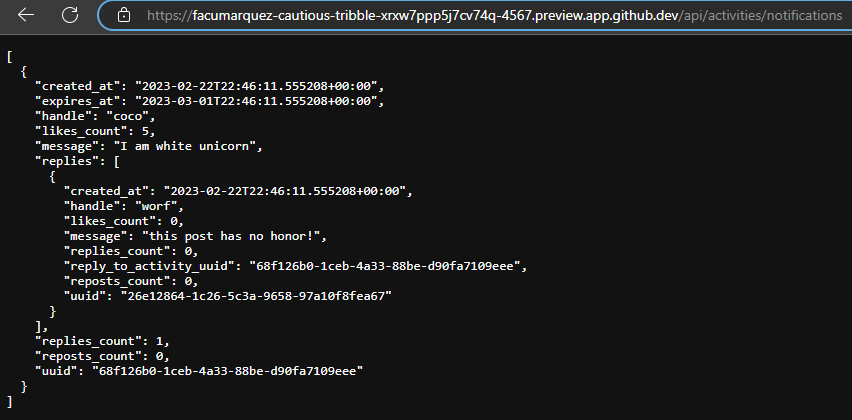 https://facumarquez-cautious-tribble-xrxw7ppp5j7cv74q-4567.preview.app.github.dev/api/activities/notifications
[
  {
    "created_at": "2023-02-22T22:46:11.555208+00:00",
    "expires_at": "2023-03-01T22:46:11.555208+00:00",
    "handle": "coco",
    "likes_count": 5,
    "message": "I am white unicorn",
    "replies": [
      {
        "created_at": "2023-02-22T22:46:11.555208+00:00",
        "handle": "worf",
        "likes_count": 0,
        "message": "this post has no honor!",
        "replies_count": 0,
        "reply_to_activity_uuid": "68f126b0-1ceb-4a33-88be-d90fa7109eee",
        "reposts_count": 0,
        "uuid": "26e12864-1c26-5c3a-9658-97a10f8fea67"
      }
    ],
    "replies_count": 1,
    "reposts_count": 0,
    "uuid": "68f126b0-1ceb-4a33-88be-d90fa7109eee"
  }
]